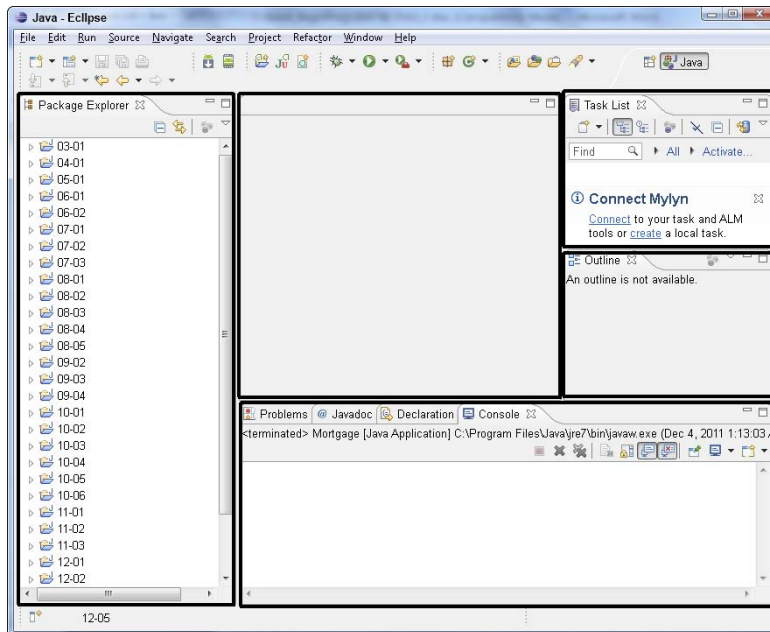 Java - Eclipse
File Edit Run Source Navigate Search Project Refactor Window Help
Java
Package Explorer
03-01
04-01
05-01
06-01
06-02
07-01
07-02
07-03
08-01
08-02
08-03
08-04
08-05
09-02
09-03
09-04
10-01
10-02
10-03
10-04
10-05
10-06
11-01
11-02
11-03
12-01
12-02
Task List
Find All Activate...
Connect Mylyn
Connect to your task and ALM
tools or create a local task.
Outline
An outline is not available.
Problems @ Javadoc Declaration Console
<terminated> Mortgage [Java Application] C:\Program Files\Java\jre7\bin\javaw.exe (Dec 4, 2011 1:13:03
12-05